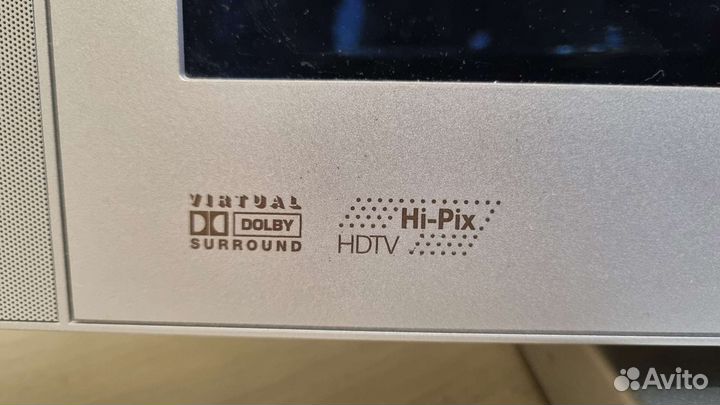 VIRTUAL
DOLBY
SURROUND
Hi-Pix
HDTV
Avito